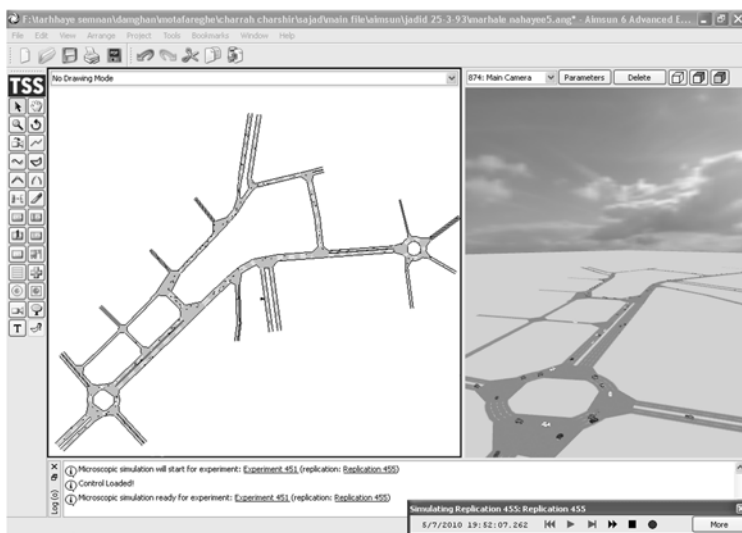 F:\tarhhaye semnan\damghan\motafareghe\charrah charshir\sajad\main file\aimsun\jadid 25-3-93\marhale nahayee5.ang* - Aimsun 6 Advanced E...
File Edit View Arrange Project Tools Bookmarks Window Help
TSS
No Drawing Mode
874: Main Camera Parameters Delete
T
Log (0)
Microscopic simulation will start for experiment: Experiment 451 (replication: Replication 455)
Control Loaded!
Microscopic simulation ready for experiment: Experiment 451 (replication: Replication 455)
Simulating Replication 455: Replication 455
5/7/2010 19:52:07.262 More